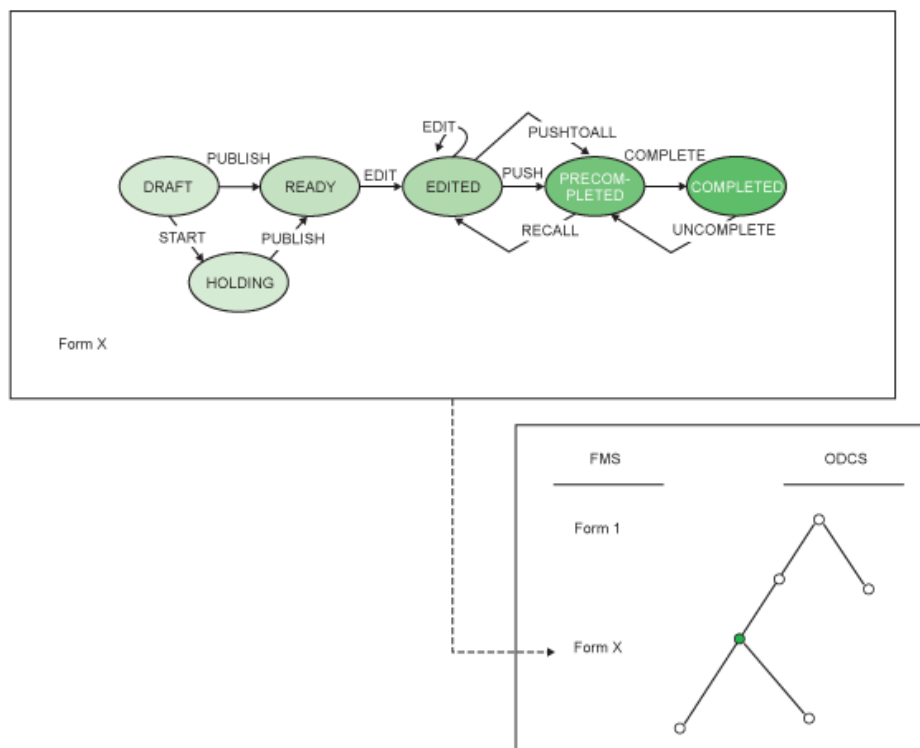 EDIT
PUSHTOALL
PUBLISH
EDIT
PUSH
COMPLETE
DRAFT
READY
EDITED
PRECOM-
PLETED
COMPLETED
START
PUBLISH
RECALL
UNCOMPLETE
HOLDING
Form X
FMS
ODCS
Form 1
Form X